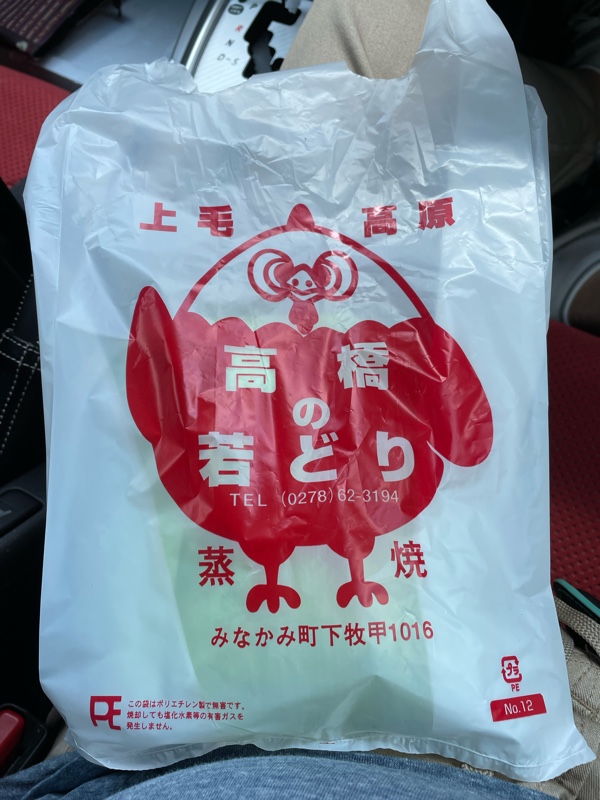 R
N
D-S
上毛 高原
高橋
の
若どり
TEL (0278)62-3194
蒸 焼
みなかみ町下牧甲1016
プラ
PE
No.12
PE
この袋はポリエチレン製で無害です。
焼却しても塩化水素等の有害ガスを
発生しません。